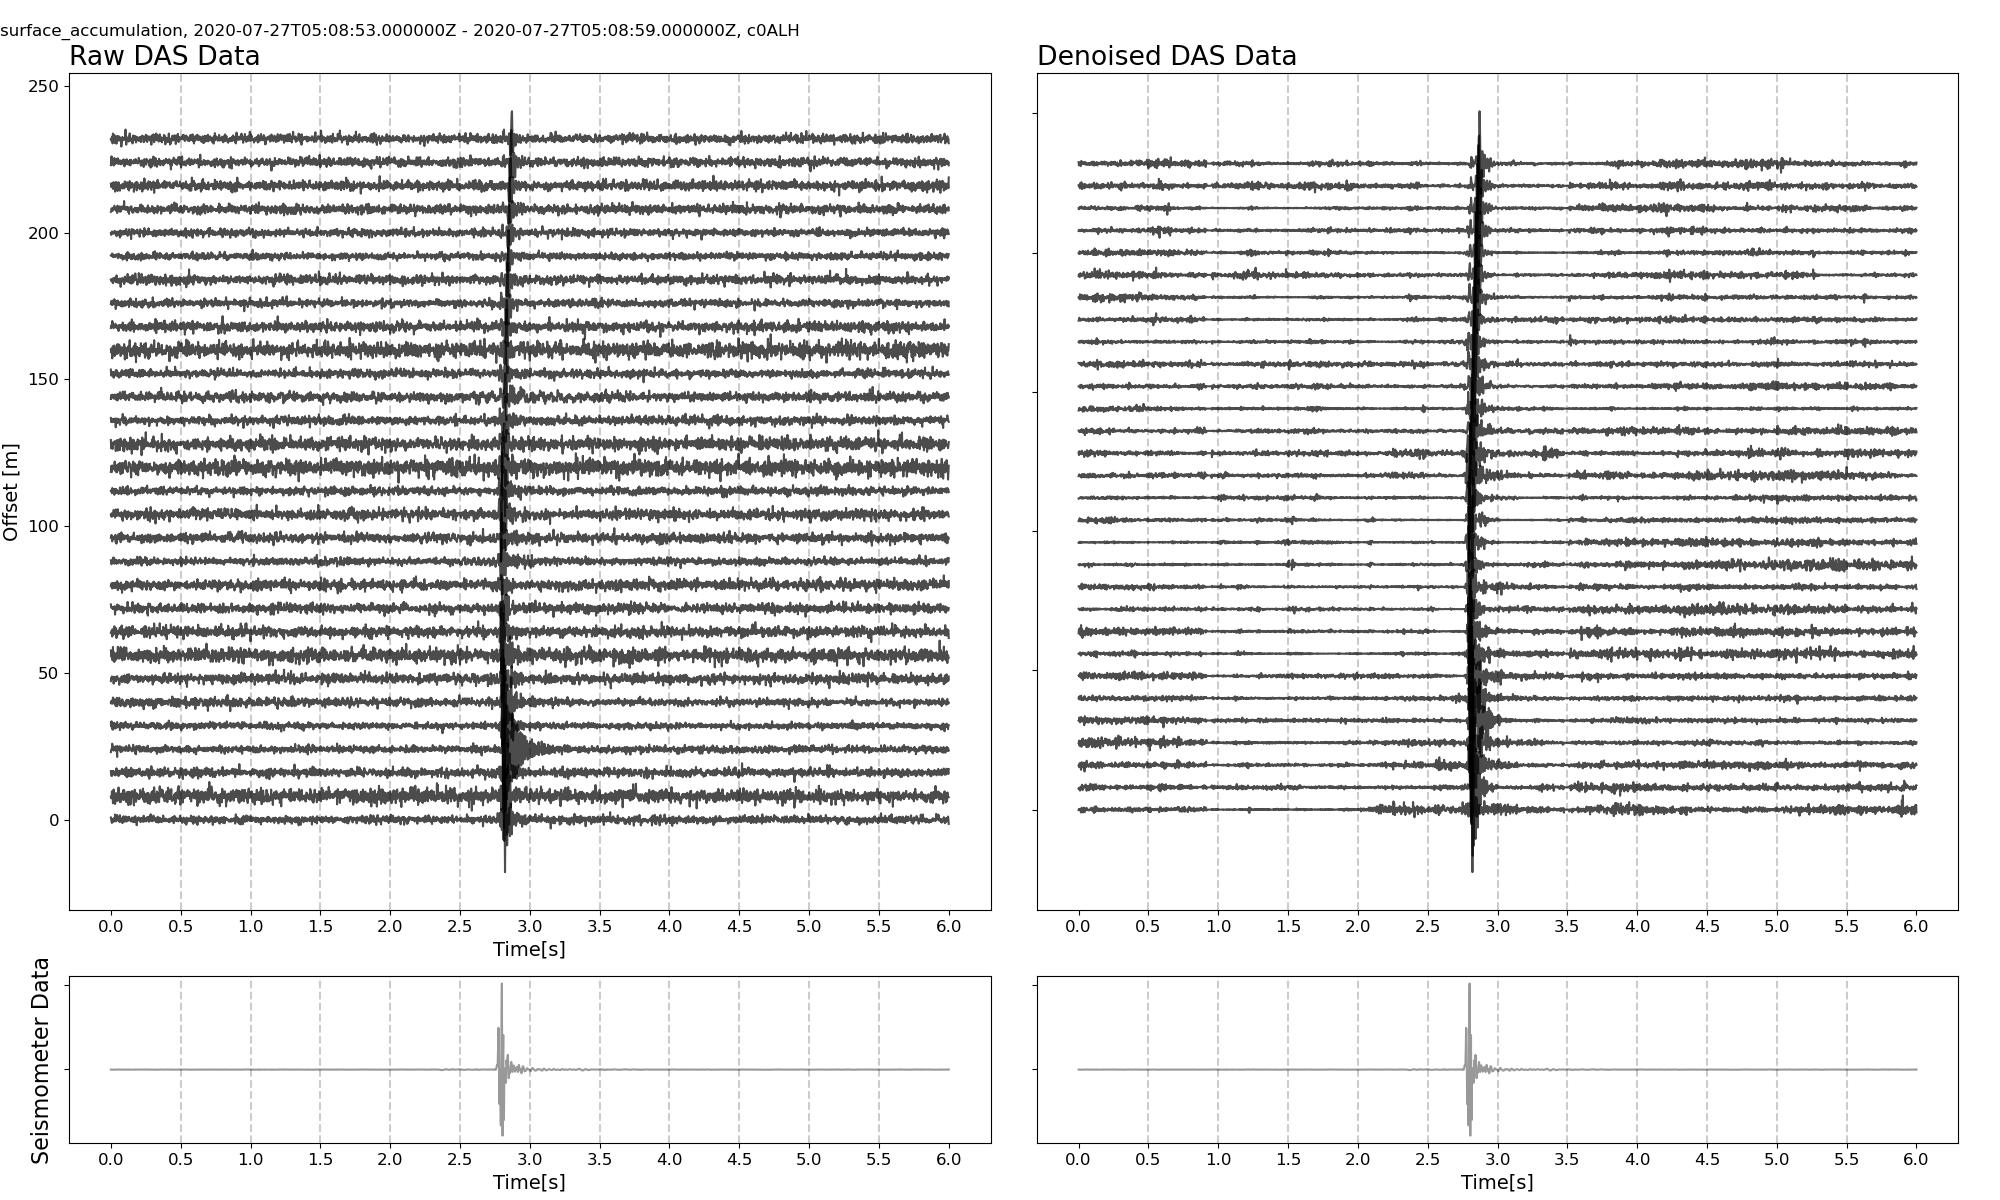 surface_accumulation, 2020-07-27T05:08:53.000000Z - 2020-07-27T05:08:59.000000Z, c0ALH
Raw DAS Data
Denoised DAS Data
Offset [m]
250
200
150
100
50
0
0.0 0.5 1.0 1.5 2.0 2.5 3.0 3.5 4.0 4.5 5.0 5.5 6.0
Time[s]
0.0 0.5 1.0 1.5 2.0 2.5 3.0 3.5 4.0 4.5 5.0 5.5 6.0
Seismometer Data
0.0 0.5 1.0 1.5 2.0 2.5 3.0 3.5 4.0 4.5 5.0 5.5 6.0
Time[s]
0.0 0.5 1.0 1.5 2.0 2.5 3.0 3.5 4.0 4.5 5.0 5.5 6.0
Time[s]